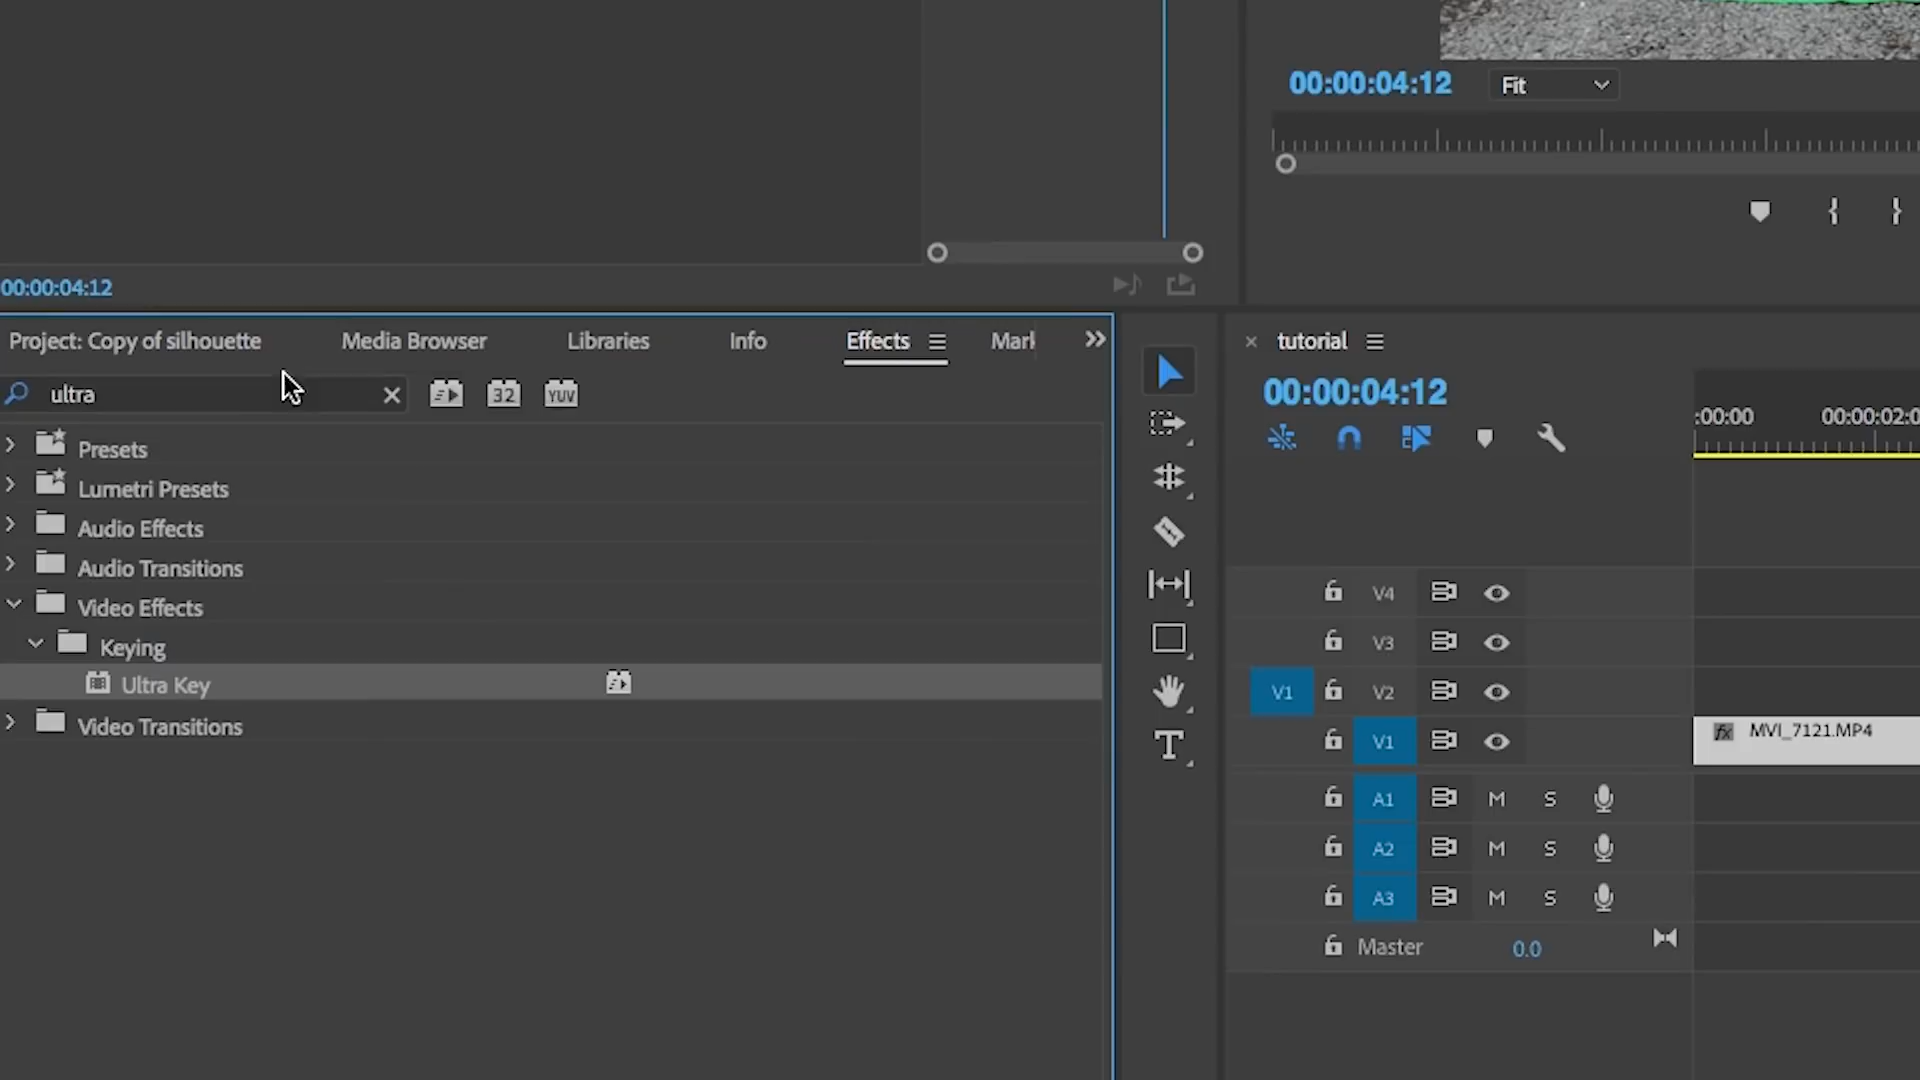 00:00:04:12
Fit
00:00:04:12
Project: Copy of silhouette
Media Browser
Libraries
Info
Effects
Mark
ultra
32
YUV
Presets
Lumetri Presets
Audio Effects
Audio Transitions
Video Effects
Keying
Ultra Key
Video Transitions
tutorial
00:00:04:12
:00:00
00:00:02:0
V4
V3
V1
V2
V1
fx MVI_7121.MP4
A1
M
S
A2
M
S
A3
M
S
Master
0.0